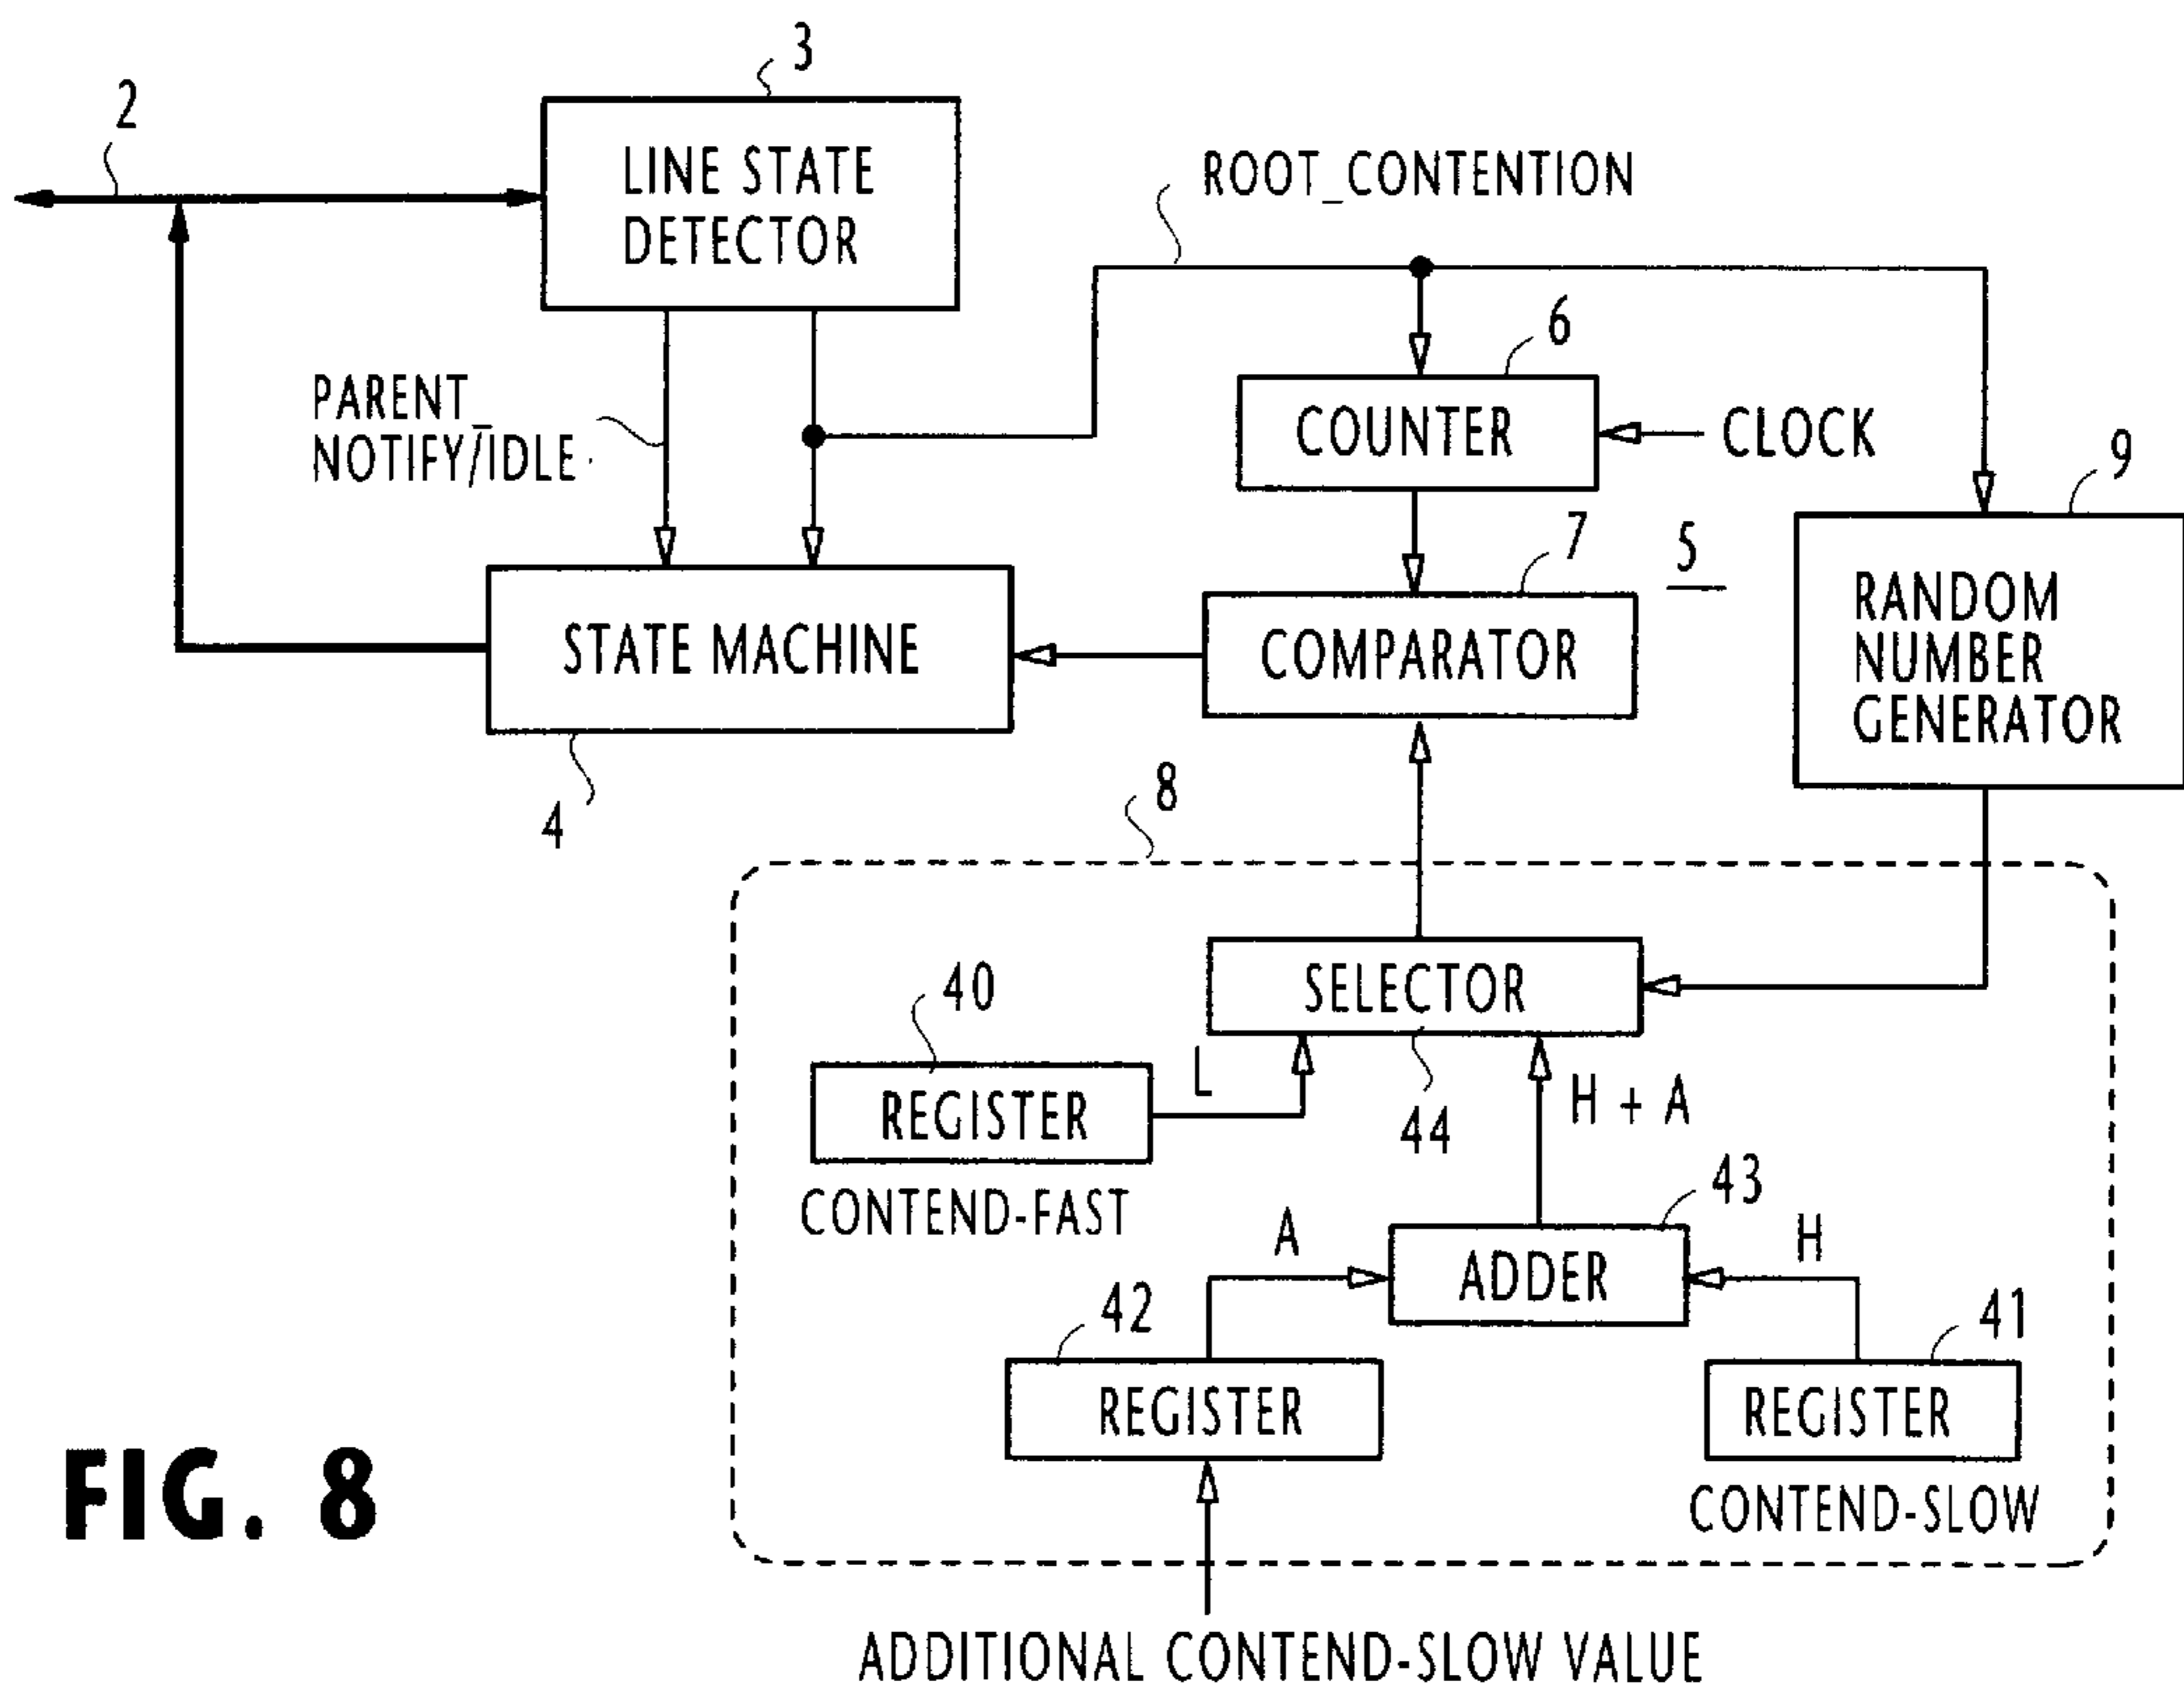 2
3
LINE STATE
DETECTOR
ROOT_CONTENTION
PARENT_
NOTIFY/IDLE
6
COUNTER
CLOCK
9
7
5
STATE MACHINE
COMPARATOR
RANDOM
NUMBER
GENERATOR
4
8
SELECTOR
40
L
44
H + A
REGISTER
CONTEND-FAST
43
A
ADDER
H
42
41
REGISTER
REGISTER
CONTEND-SLOW
FIG. 8
ADDITIONAL CONTEND-SLOW VALUE